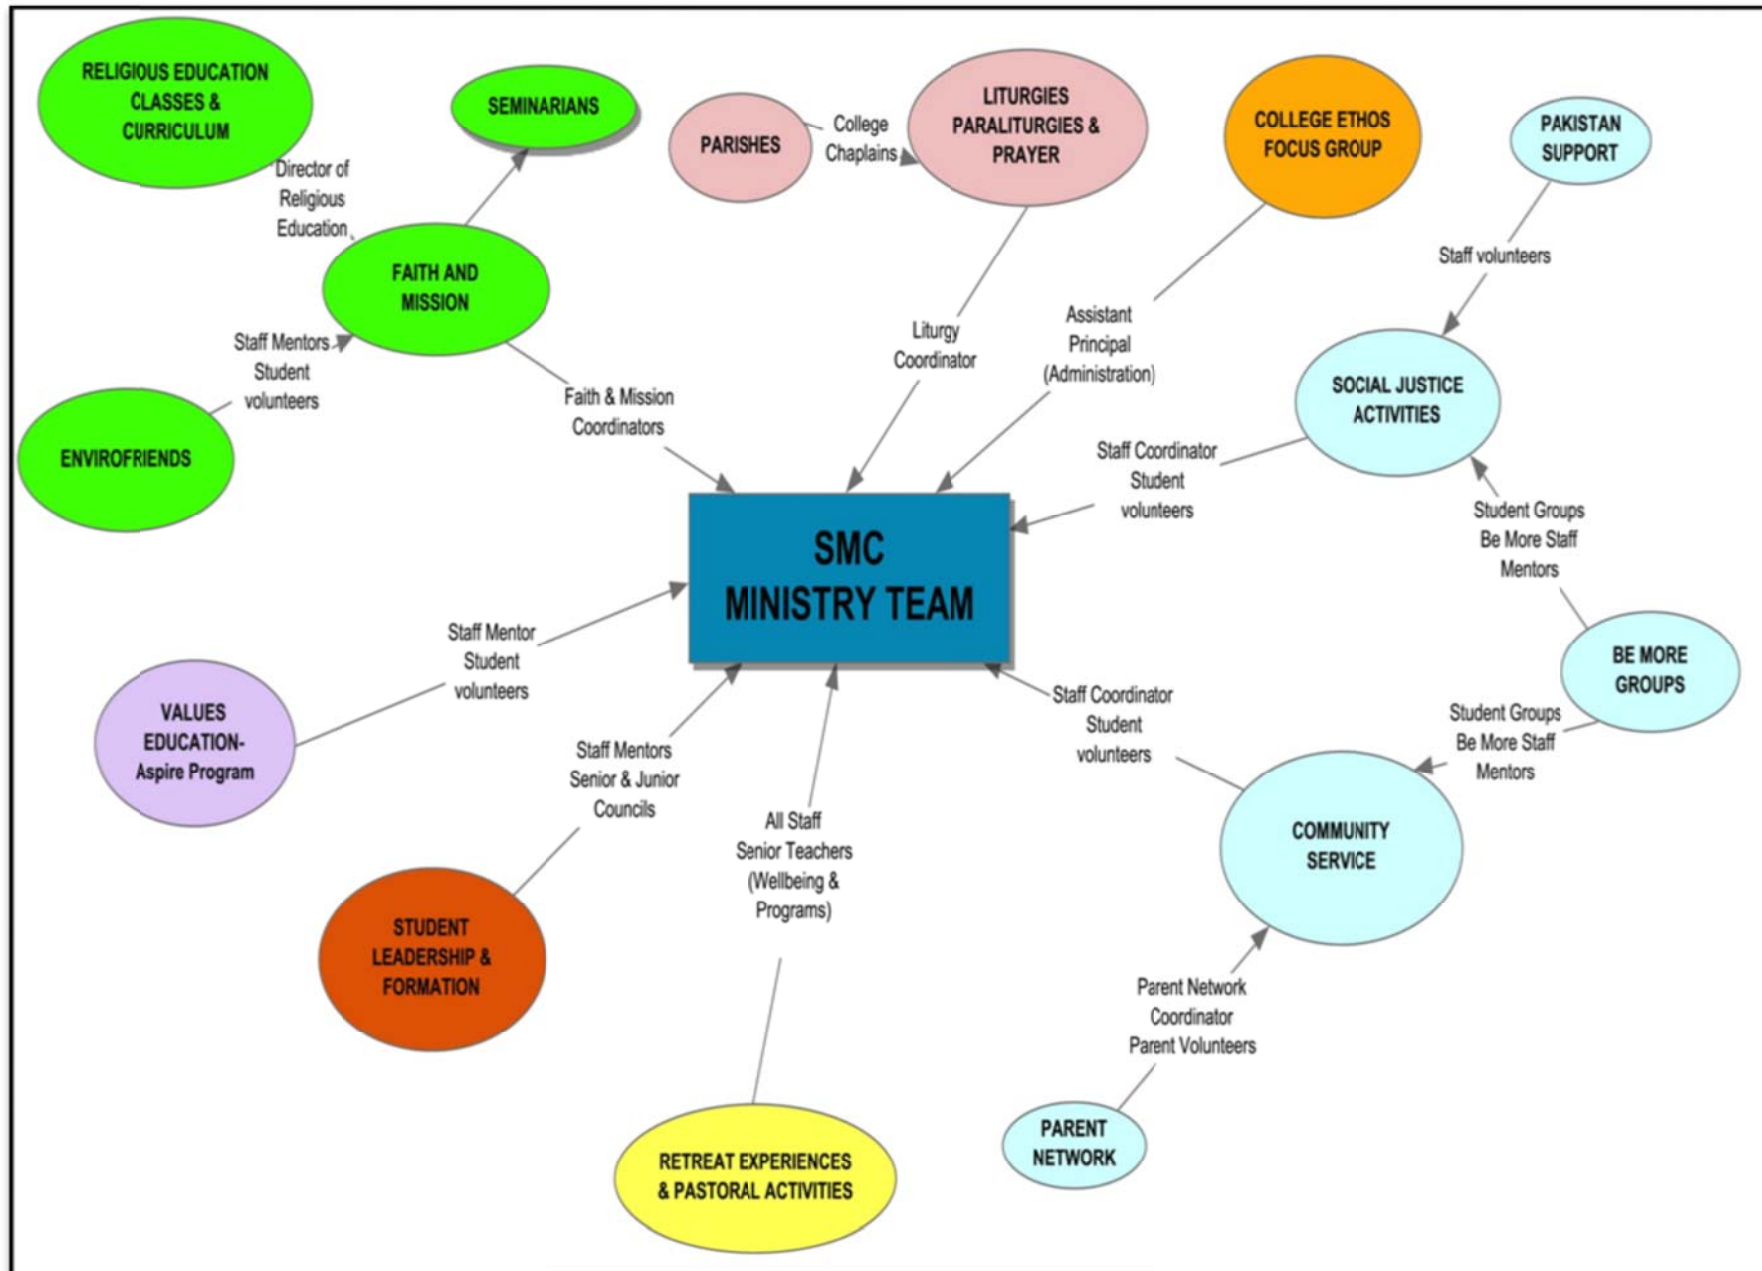 RELIGIOUS EDUCATION
CLASSES &
CURRICULUM
SEMINARIANS
PARISHES
College
Chaplains
LITURGIES
PARALITURGIES &
PRAYER
COLLEGE ETHOS
FOCUS GROUP
PAKISTAN
SUPPORT
Director of
Religious
Education
FAITH AND
MISSION
Staff Mentors
Student
volunteers
ENVIROFRIENDS
Faith & Mission
Coordinators
Liturgy
Coordinator
Assistant
Principal
(Administration)
Staff volunteers
SOCIAL JUSTICE
ACTIVITIES
Staff Coordinator
Student
volunteers
Student Groups
Be More Staff
Mentors
SMC
MINISTRY TEAM
BE MORE
GROUPS
Staff Mentor
Student
volunteers
VALUES
EDUCATION-
Aspire Program
Staff Coordinator
Student
volunteers
Student Groups
Be More Staff
Mentors
Staff Mentors
Senior & Junior
Councils
All Staff
Senior Teachers
(Wellbeing &
Programs)
COMMUNITY
SERVICE
STUDENT
LEADERSHIP &
FORMATION
Parent Network
Coordinator
Parent Volunteers
PARENT
NETWORK
RETREAT EXPERIENCES
& PASTORAL ACTIVITIES